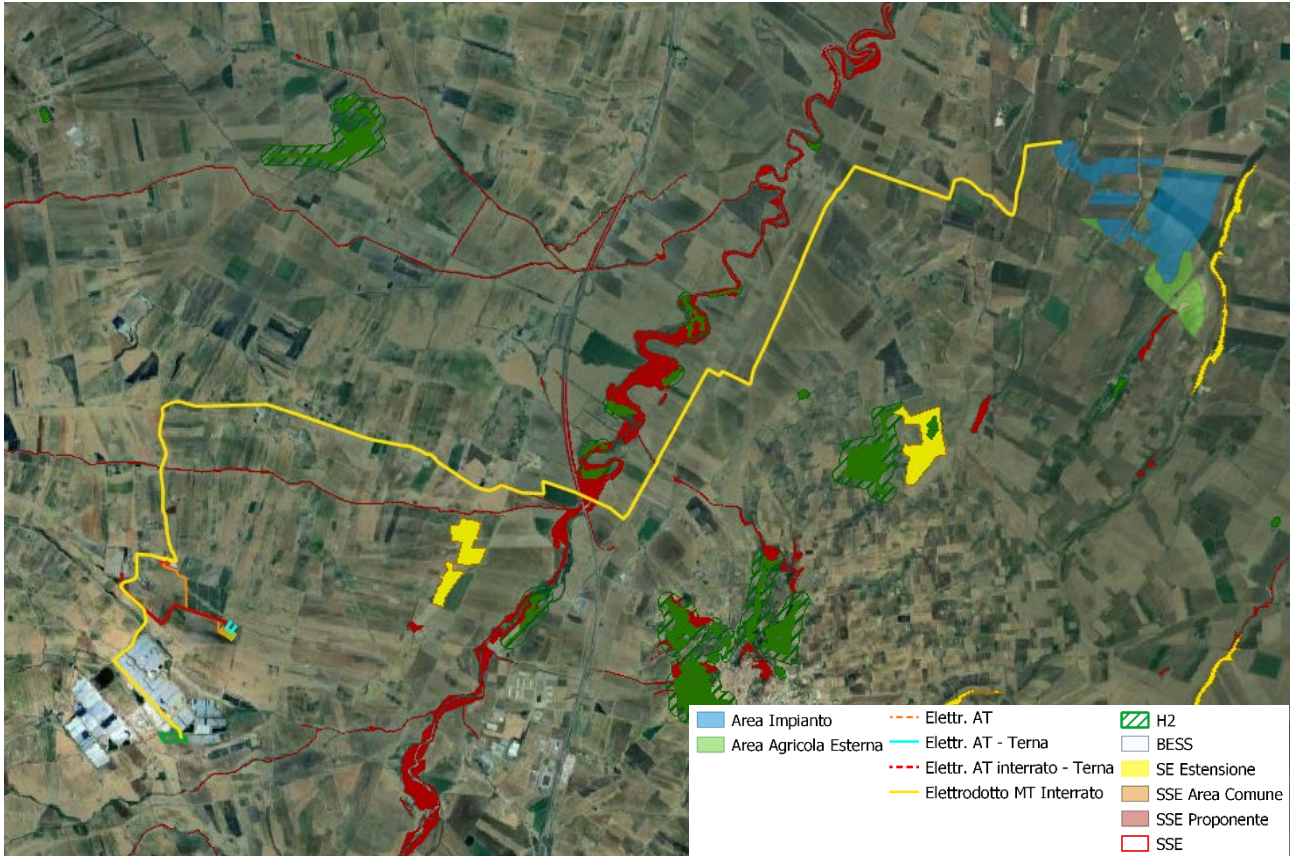 Area Impianto
Area Agricola Esterna
Elettr. AT
Elettr. AT - Terna
Elettr. AT interrato - Terna
Elettrodotto MT Interrato
H2
BESS
SE Estensione
SSE Area Comune
SSE Proponente
SSE